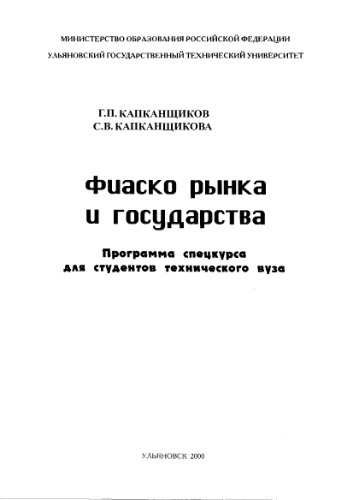 МИНИСТЕРСТВО ОБРАЗОВАНИЯ РОССИЙСКОЙ ФЕДЕРАЦИИ
УЛЬЯНОВСКИЙ ГОСУДАРСТВЕННЫЙ ТЕХНИЧЕСКИЙ УНИВЕРСИТЕТ
Г.П. КАПКАНЩИКОВ
С.В. КАПКАНЩИКОВА
Фиаско рынка
и государства
Программа спецкурса
для студентов технического вуза
УЛЬЯНОВСК 2000